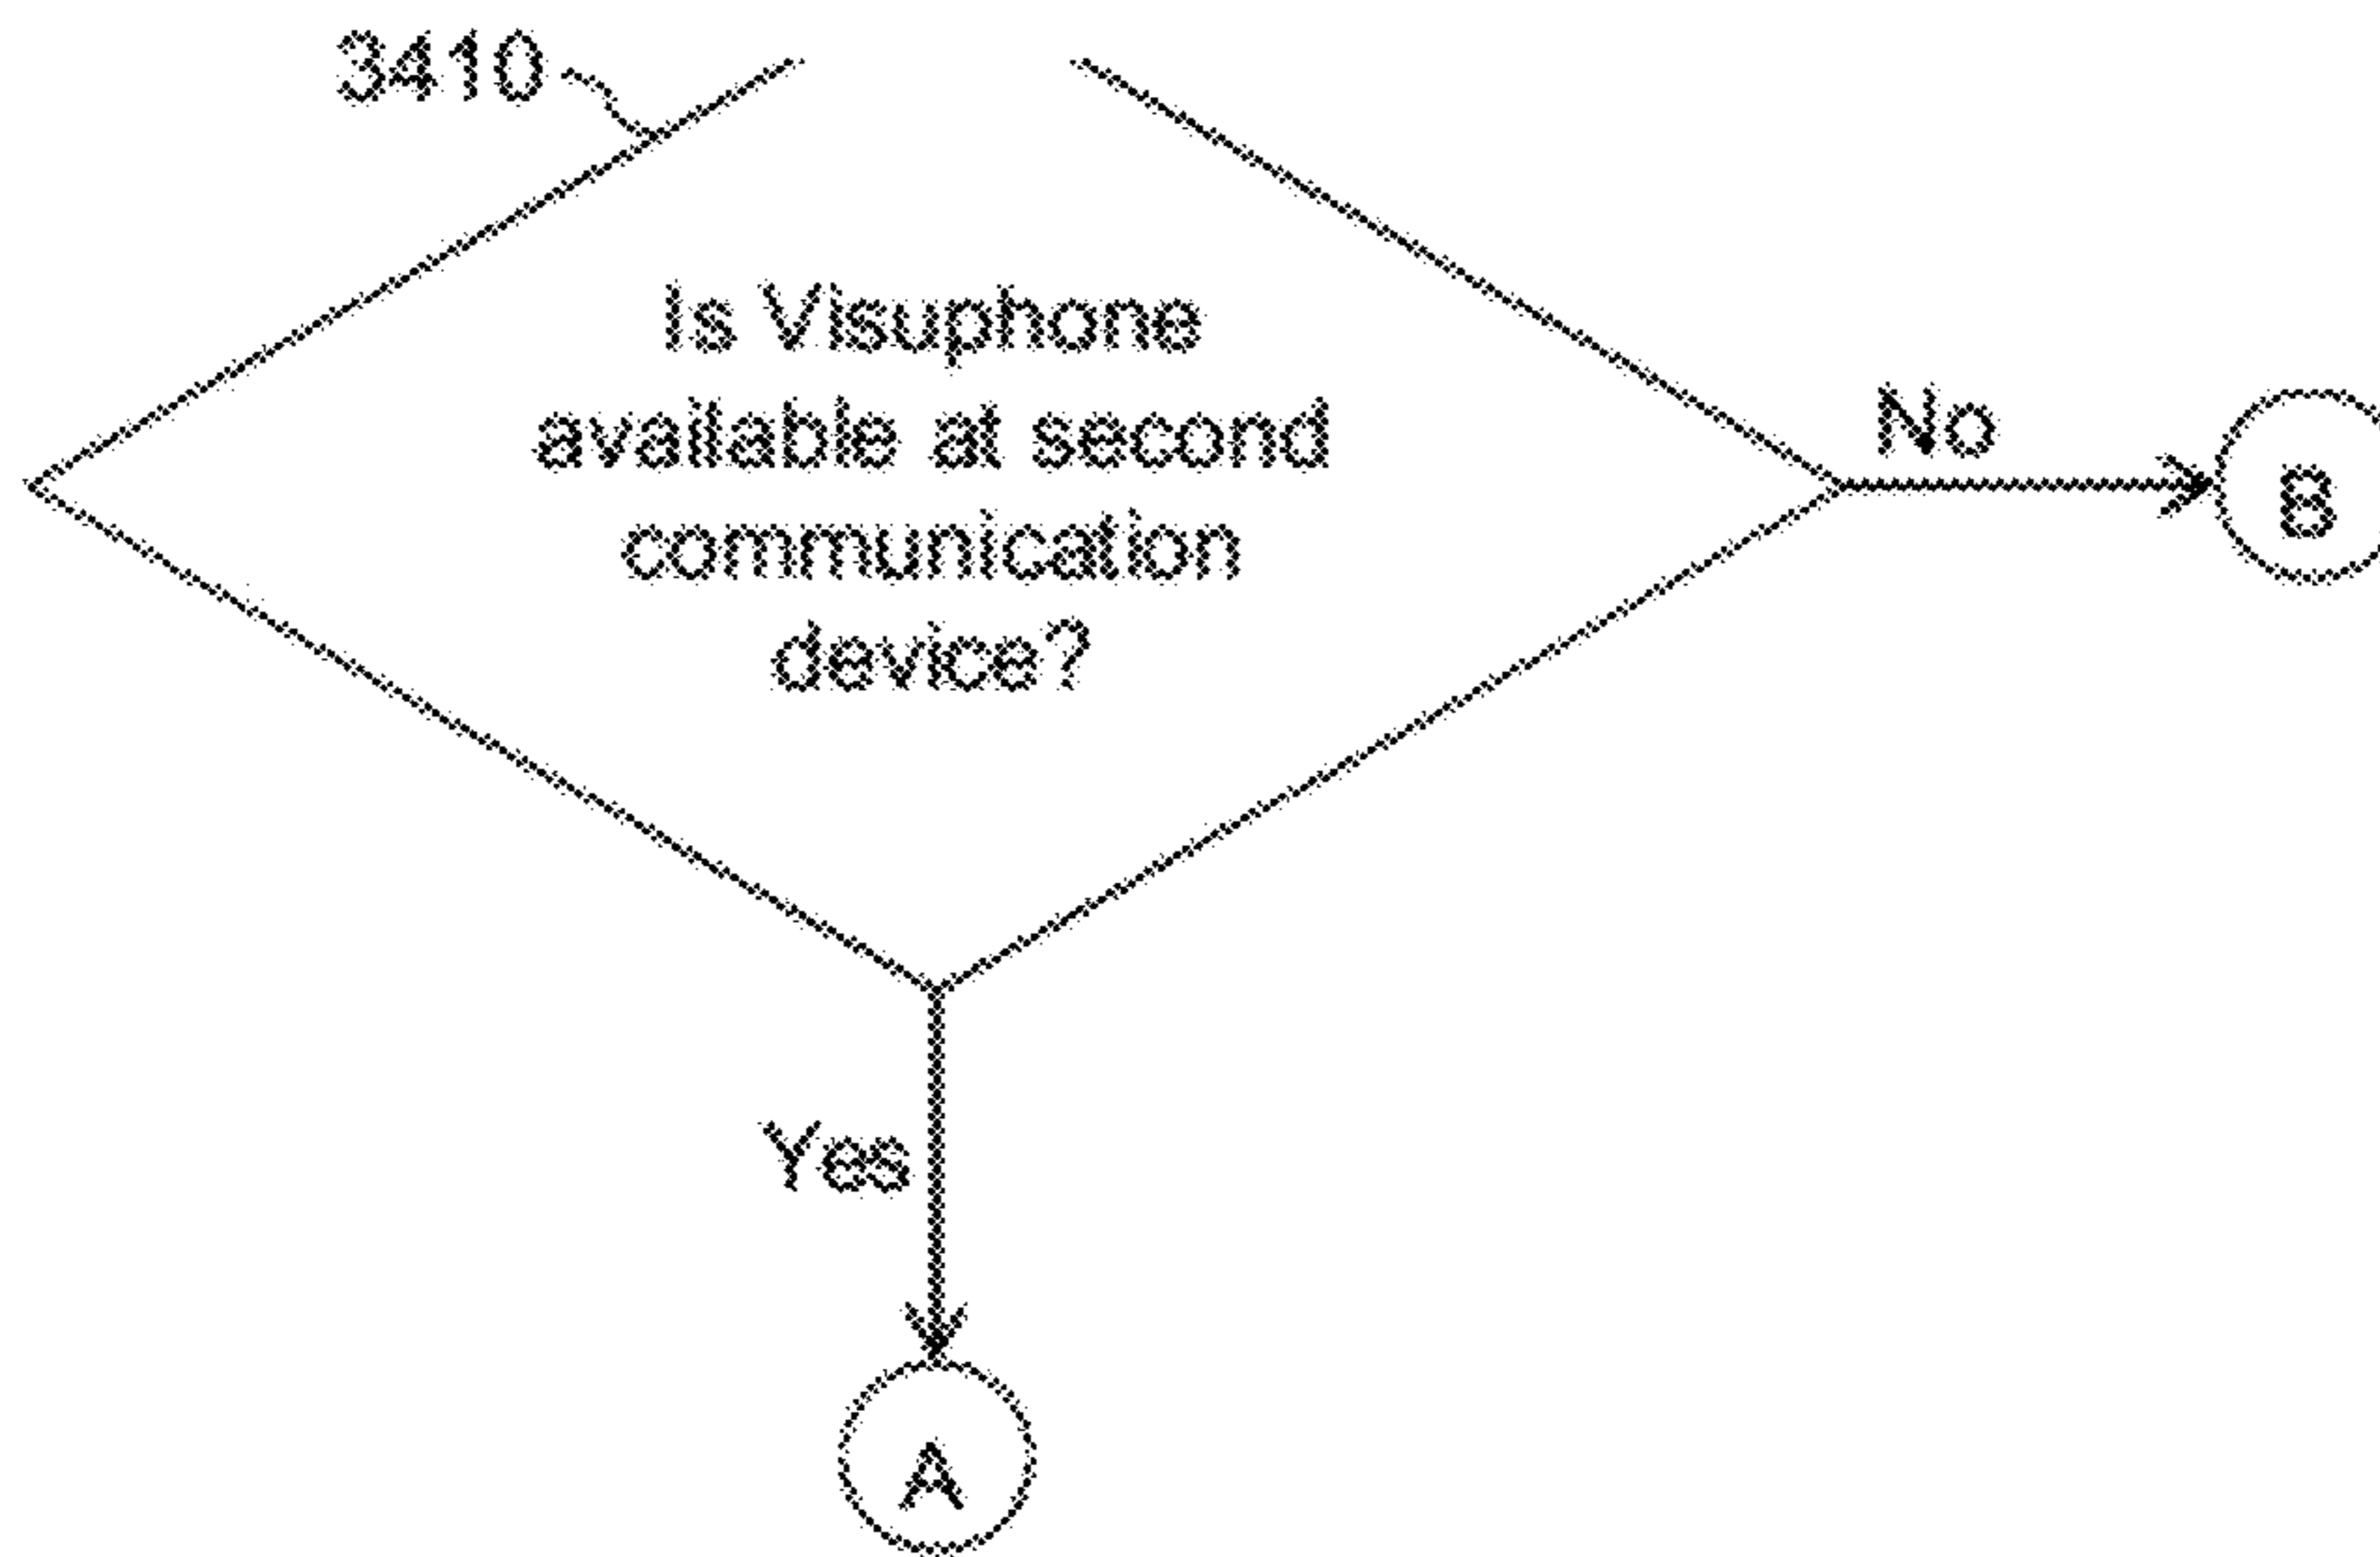 3410
Is Visuphone
available at second
communication
device?
No
B
Yes
A